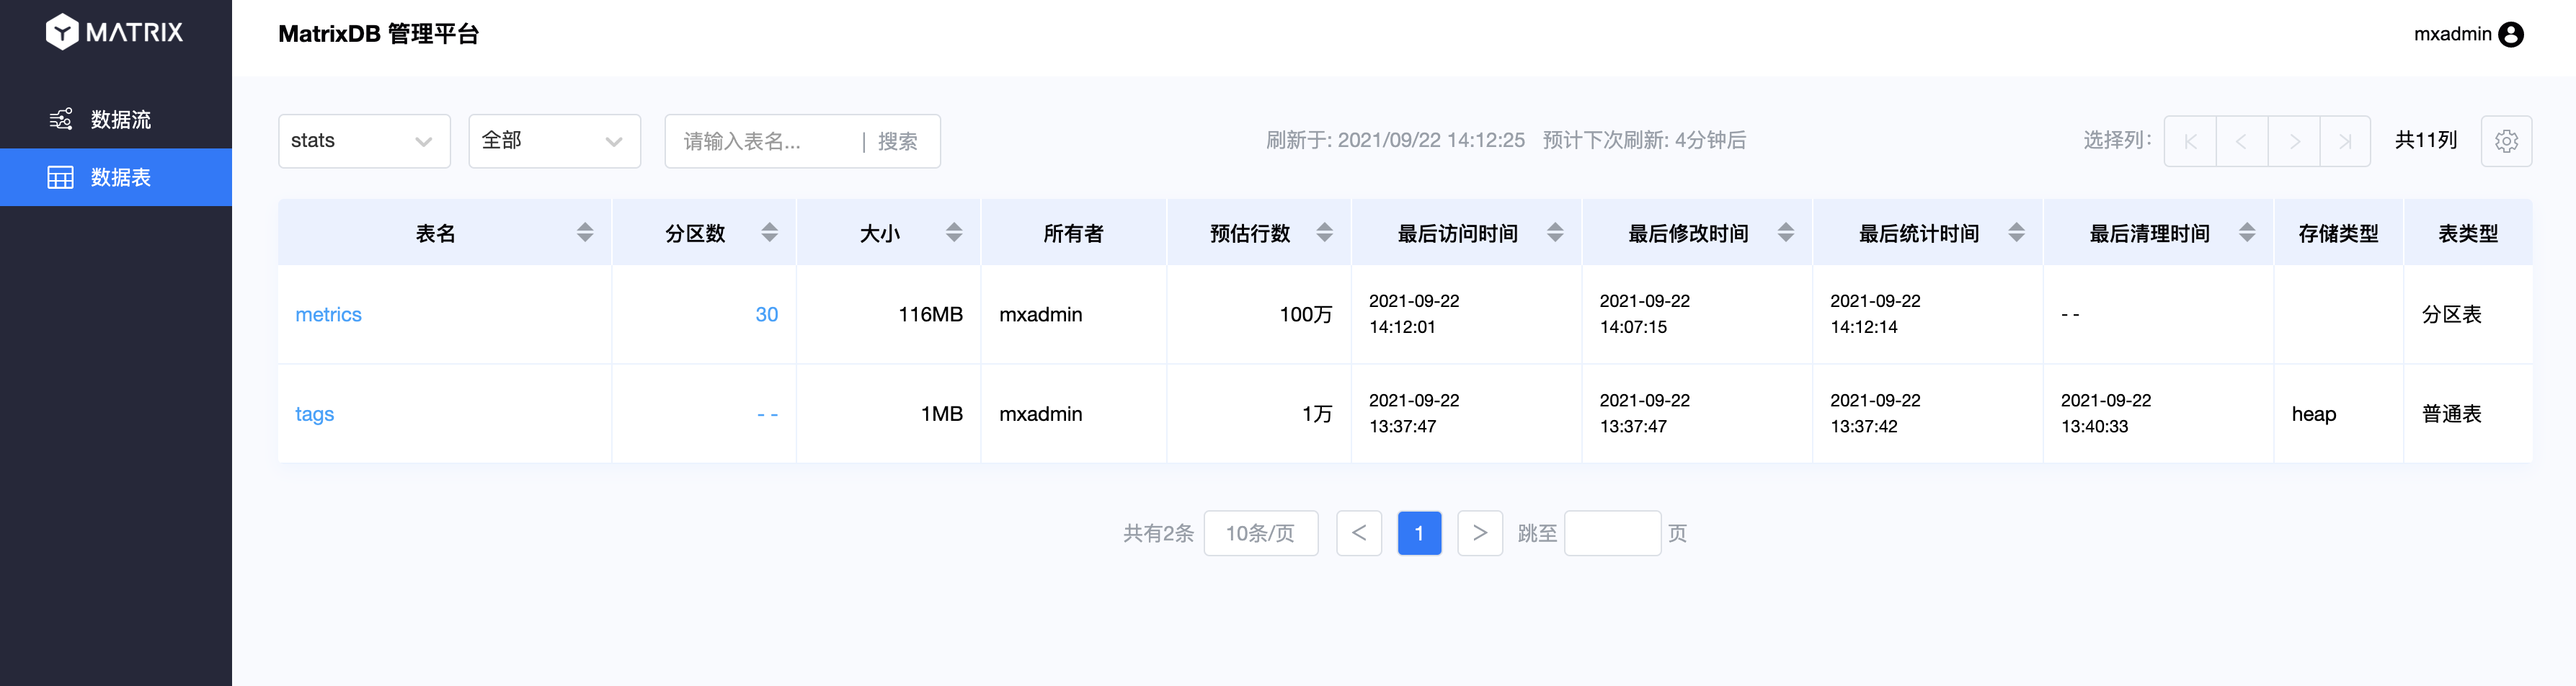 MATRIX
MatrixDB 管理平台
mxadmin
数据流
数据表
stats
全部
请输入表名... | 搜索
刷新于: 2021/09/22 14:12:25 预计下次刷新: 4分钟后
选择列:
共11列
表名 分区数 大小 所有者 预估行数 最后访问时间 最后修改时间 最后统计时间 最后清理时间 存储类型 表类型
metrics 30 116MB mxadmin 100万 2021-09-22 14:12:01 2021-09-22 14:07:15 2021-09-22 14:12:14 - - 分区表
tags - - 1MB mxadmin 1万 2021-09-22 13:37:47 2021-09-22 13:37:47 2021-09-22 13:37:42 2021-09-22 13:40:33 heap 普通表
共有2条 10条/页 < 1 > 跳至 页